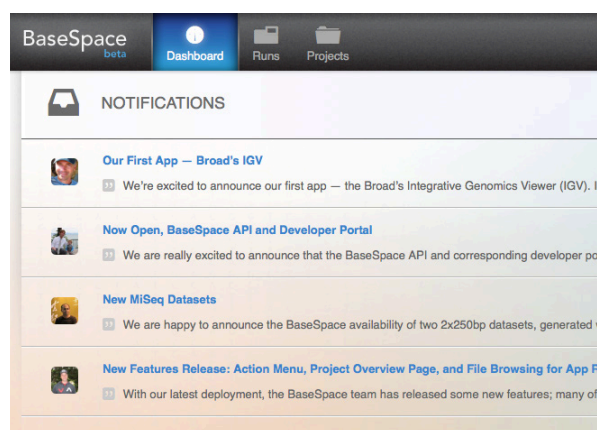 BaseSpace
beta
Dashboard
Runs
Projects
NOTIFICATIONS
Our First App — Broad's IGV
We're excited to announce our first app — the Broad's Integrative Genomics Viewer (IGV). I
Now Open, BaseSpace API and Developer Portal
We are really excited to announce that the BaseSpace API and corresponding developer po
New MiSeq Datasets
We are happy to announce the BaseSpace availability of two 2x250bp datasets, generated
New Features Release: Action Menu, Project Overview Page, and File Browsing for App
With our latest deployment, the BaseSpace team has released some new features; many of